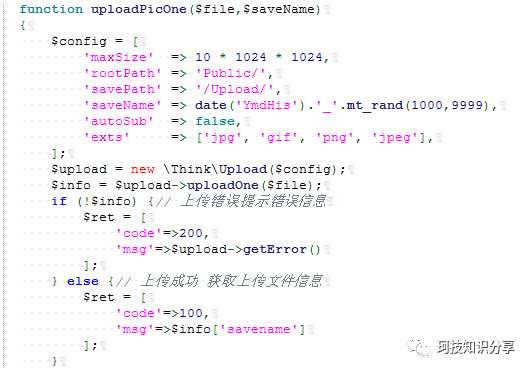 function uploadPicOne($file,$saveName)
{
$config = [
'maxSize' => 10 * 1024 * 1024,
'rootPath' => 'Public/',
'savePath' => '/Upload/',
'saveName' => date('YmdHis').'_'.mt_rand(1000,9999),
'autoSub' => false,
'exts' => ['jpg', 'gif', 'png', 'jpeg'],
];
$upload = new \Think\Upload($config);
$info = $upload->uploadOne($file);
if (!$info) {// 上传错误提示错误信息
$ret = [
'code'=>200,
'msg'=>$upload->getError()
];
} else {// 上传成功 获取上传文件信息
$ret = [
'code'=>100,
'msg'=>$info['savename']
];
}
珂技知识分享